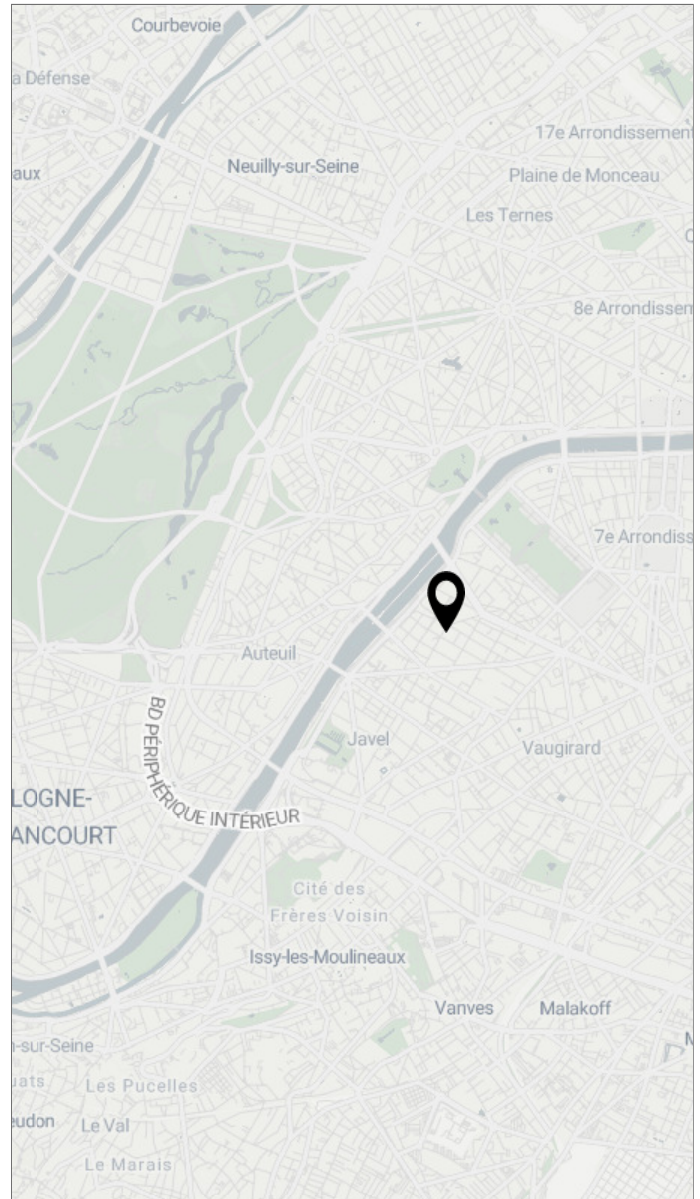 Courbevoie
a Défense
17e Arrondissement
Neuilly-sur-Seine
aux
Plaine de Monceau
Les Ternes
8e Arrondissen
7e Arrondiss
Auteuil
BD PÉRIPHÉRIQUE INTÉRIEUR
Javel
Vaugirard
LOGNE-
ANCOURT
Cité des
Frères Voisin
Issy-les-Moulineaux
Vanves
Malakoff
-sur-Seine
Les Pucelles
eudon
Le Val
Le Marais